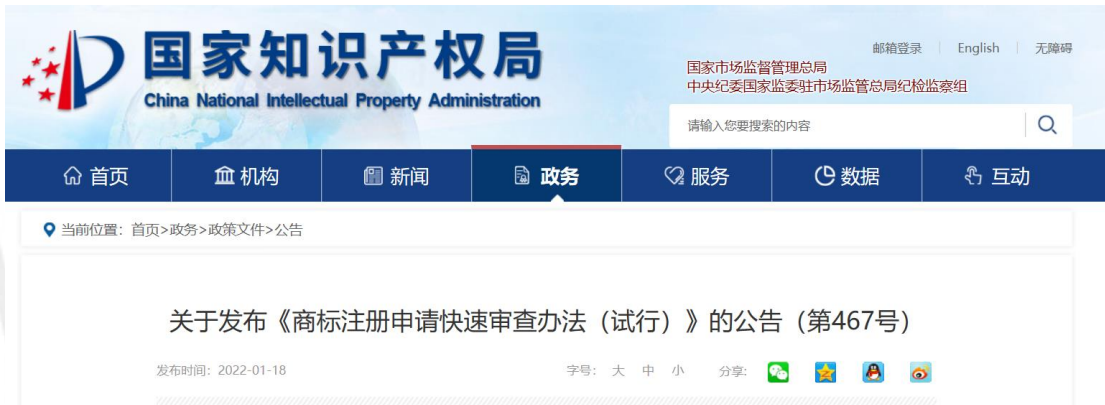 国家知识产权局
China National Intellectual Property Administration
邮箱登录 English 无障碍
国家市场监督管理总局
中央纪委国家监委驻市场监管总局纪检监察组
请输入您要搜索的内容
首页 机构 新闻 政务 服务 数据 互动
当前位置：首页>政务>政策文件>公告
关于发布《商标注册申请快速审查办法（试行）》的公告（第467号）
发布时间：2022-01-18 字号： 大 中 小 分享: